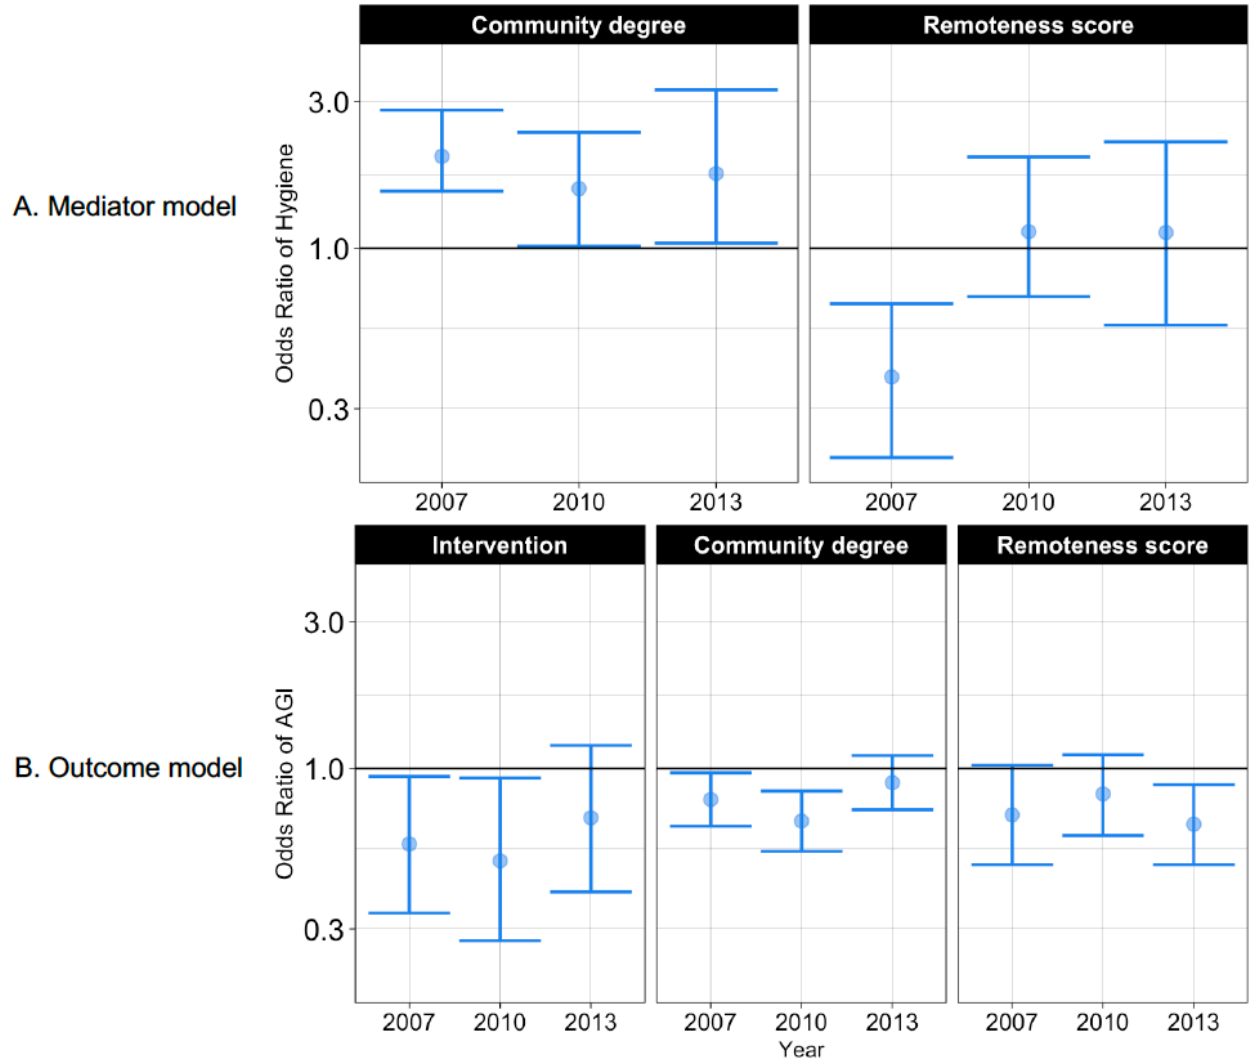 Community degree
Remoteness score
A. Mediator model
Odds Ratio of Hygiene
3.0
1.0
0.3
2007 2010 2013
2007 2010 2013
Intervention
Community degree
Remoteness score
B. Outcome model
Odds Ratio of AGI
3.0
1.0
0.3
2007 2010 2013
2007 2010 2013
2007 2010 2013
Year